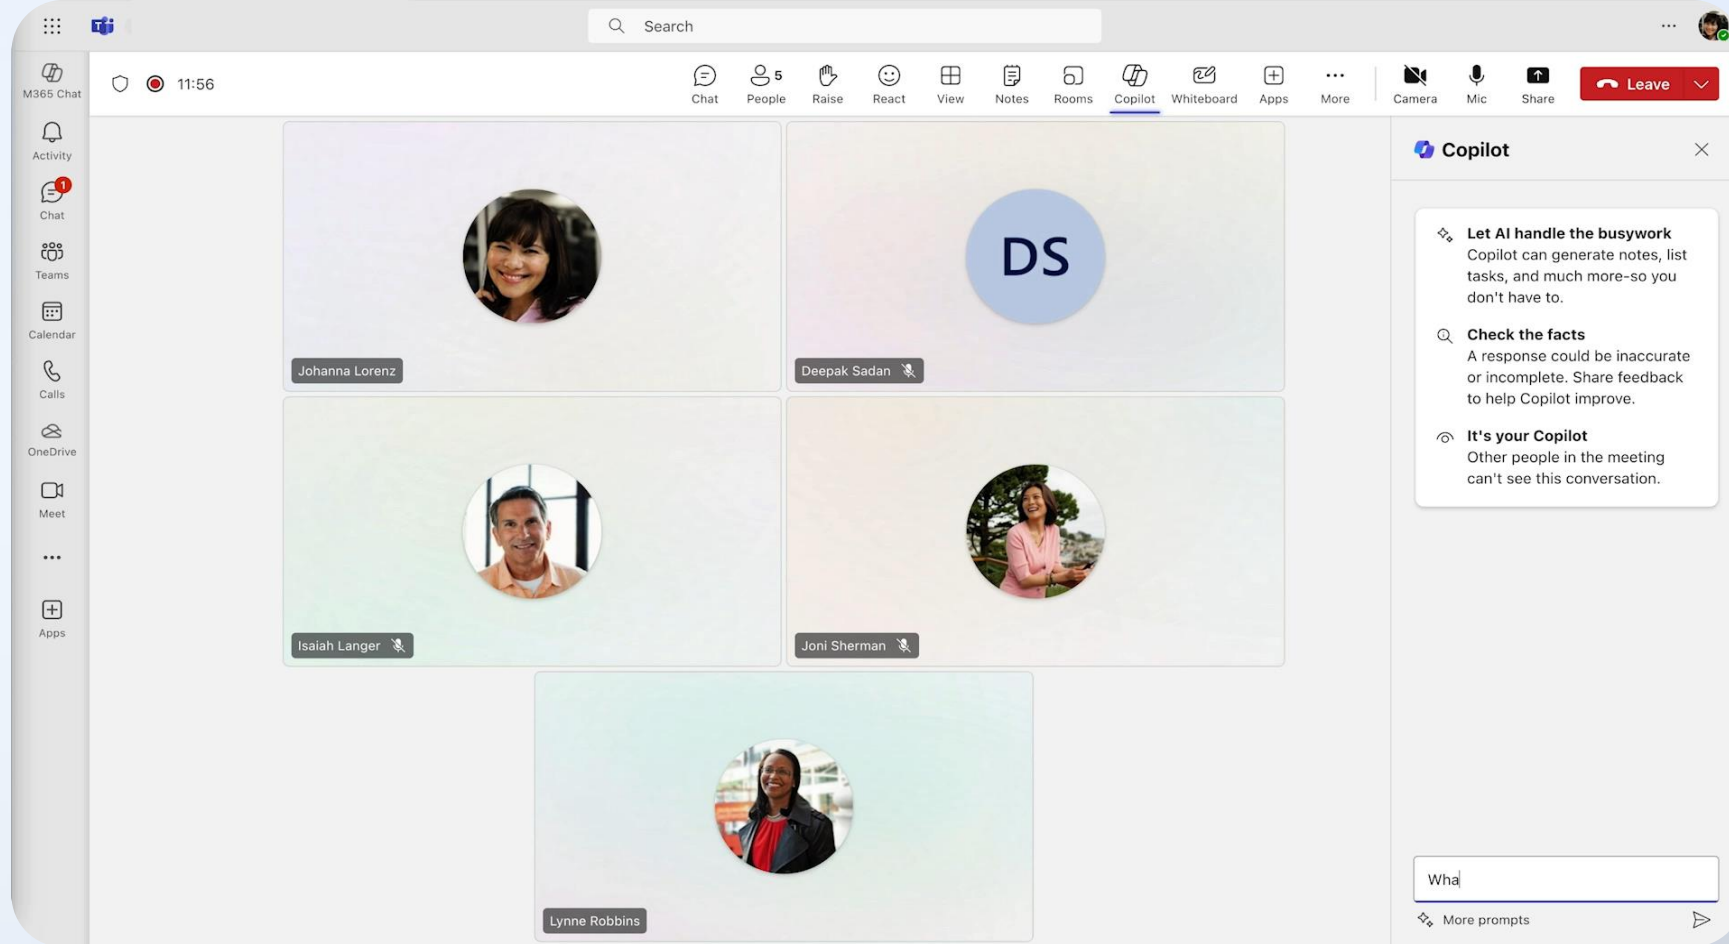 Search
M365 Chat
Activity
1
Chat
Teams
Calendar
Calls
OneDrive
Meet
Apps
11:56
Chat
5
People
Raise
React
View
Notes
Rooms
Copilot
Whiteboard
Apps
More
Camera
Mic
Share
Leave
Johanna Lorenz
DS
Deepak Sadan
Isaiah Langer
Joni Sherman
Lynne Robbins
Copilot
Let AI handle the busywork
Copilot can generate notes, list
tasks, and much more-so you
don't have to.
Check the facts
A response could be inaccurate
or incomplete. Share feedback
to help Copilot improve.
It's your Copilot
Other people in the meeting
can't see this conversation.
Wha
More prompts